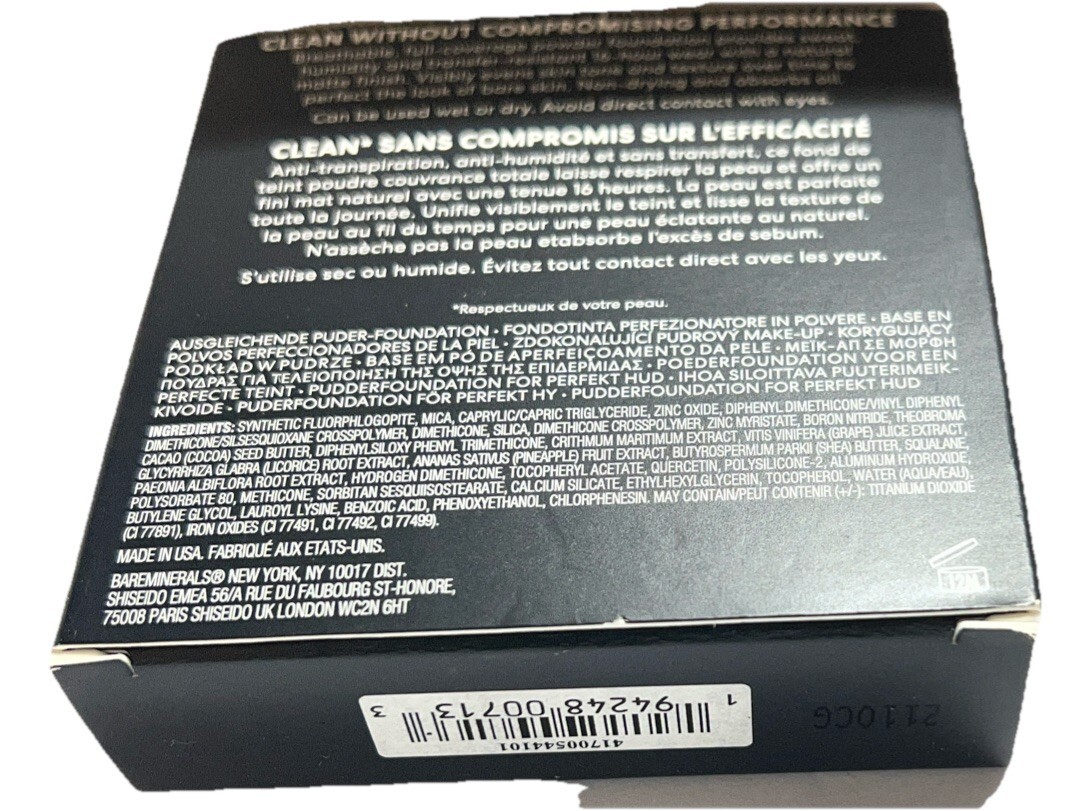 CLEAN WITHOUT COMPROMISING PERFORMANCE
Breathable full coverage powder foundation provides sweat,
humidity and transfer
matte finish. Visibly
perfect the look of bare skin. Non-drying and absorbs oil.
Can be used wet or dry. Avoid direct contact with eyes.
CLEAN* SANS COMPROMIS SUR L'EFFICACITÉ
Anti-transpiration, anti-humidité et sans transfert, ce fond de
teint poudre couvrance totale laisse respirer la peau et offre un
fini mat naturel avec une tenue 16 heures. La peau est parfaite
toute la journée. Unifie visiblement le teint et lisse la texture de
la peau au fil du temps pour une peau éclatante au naturel.
N'assèche pas la peau etabsorbe l'excès de sebum.
S'utilise sec ou humide. Évitez tout contact direct avec les yeux.
*Respectueux de votre peau.
AUSGLEICHENDE PUDER-FOUNDATION · FONDOTINTA PERFEZIONATORE IN POLVERE · BASE EN
POLVOS PERFECCIONADORES DE LA PIEL · ZDOKONALUJÍCÍ PUDROVÝ MAKE-UP · KORYGUJĄCY
PODKŁAD W PUDRZE · BASE EM PÓ DE APERFEIÇOAMENTO DA PELE · ΜΕΪΚ-ΑΠ ΣΕ ΜΟΡΦΗ
ΠΟΥΔΡΑΣ ΓΙΑ ΤΕΛΕΙΟΠΟΙΗΣΗ ΤΗΣ ΟΨΗΣ ΤΗΣ ΕΠΙΔΕΡΜΙΔΑΣ · POEDERFOUNDATION VOOR EEN
PERFECTE TEINT · PUDDERFOUNDATION FOR PERFEKT HUD · IHOA SILOITTAVA PUUTERIMEIK-
KIVOIDE · PUDERFOUNDATION FÖR PERFEKT HY · PUDDERFOUNDATION FOR PERFEKT HUD
INGREDIENTS: SYNTHETIC FLUORPHLOGOPITE, MICA, CAPRYLIC/CAPRIC TRIGLYCERIDE, ZINC OXIDE, DIPHENYL DIMETHICONE/VINYL DIPHENYL
DIMETHICONE/SILSESQUIOXANE CROSSPOLYMER, DIMETHICONE, SILICA, DIMETHICONE CROSSPOLYMER, ZINC MYRISTATE, BORON NITRIDE, THEOBROMA
CACAO (COCOA) SEED BUTTER, DIPHENYLSILOXY PHENYL TRIMETHICONE, CRITHMUM MARITIMUM EXTRACT, VITIS VINIFERA (GRAPE) JUICE EXTRACT,
GLYCYRRHIZA GLABRA (LICORICE) ROOT EXTRACT, ANANAS SATIVUS (PINEAPPLE) FRUIT EXTRACT, BUTYROSPERMUM PARKII (SHEA) BUTTER, SQUALANE,
PAEONIA ALBIFLORA ROOT EXTRACT, HYDROGEN DIMETHICONE, TOCOPHERYL ACETATE, QUERCETIN, POLYSILICONE-2, ALUMINUM HYDROXIDE,
POLYSORBATE 80, METHICONE, SORBITAN SESQUIISOSTEARATE, CALCIUM SILICATE, ETHYLHEXYLGLYCERIN, TOCOPHEROL, WATER (AQUA/EAU),
BUTYLENE GLYCOL, LAUROYL LYSINE, BENZOIC ACID, PHENOXYETHANOL, CHLORPHENESIN. MAY CONTAIN/PEUT CONTENIR (+/-): TITANIUM DIOXIDE
(CI 77891), IRON OXIDES (CI 77491, CI 77492, CI 77499).
MADE IN USA. FABRIQUÉ AUX ETATS-UNIS.
BAREMINERALS® NEW YORK, NY 10017 DIST.
SHISEIDO EMEA 56/A RUE DU FAUBOURG ST-HONORE,
75008 PARIS SHISEIDO UK LONDON WC2N 6HT
12M
1 94248 00713 3
41700544101
2110CG